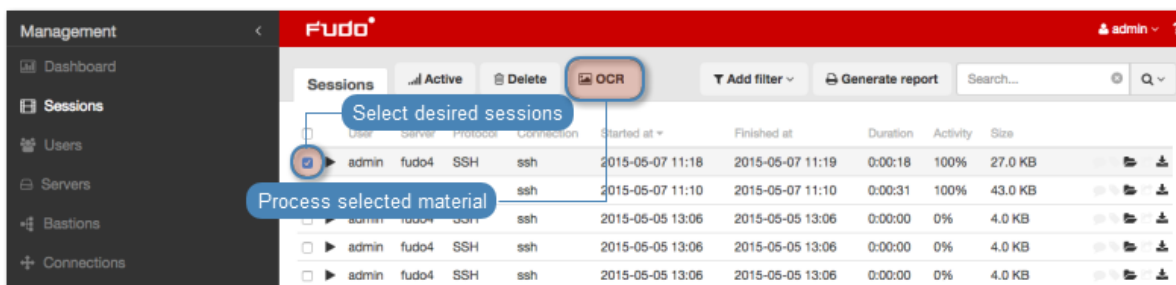 Management <
FUDO
admin
Dashboard
Sessions
Users
Servers
Bastions
Connections
Sessions Active Delete OCR Add filter Generate report Search...
Select desired sessions
User Server Protocol Connection Started at Finished at Duration Activity Size
admin fudo4 SSH ssh 2015-05-07 11:18 2015-05-07 11:19 0:00:18 100% 27.0 KB
Process selected material
ssh 2015-05-07 11:10 2015-05-07 11:10 0:00:31 100% 43.0 KB
admin fudo4 SSH ssh 2015-05-05 13:06 2015-05-05 13:06 0:00:00 0% 4.0 KB
admin fudo4 SSH ssh 2015-05-05 13:06 2015-05-05 13:06 0:00:00 0% 4.0 KB
admin fudo4 SSH ssh 2015-05-05 13:06 2015-05-05 13:06 0:00:00 0% 4.0 KB